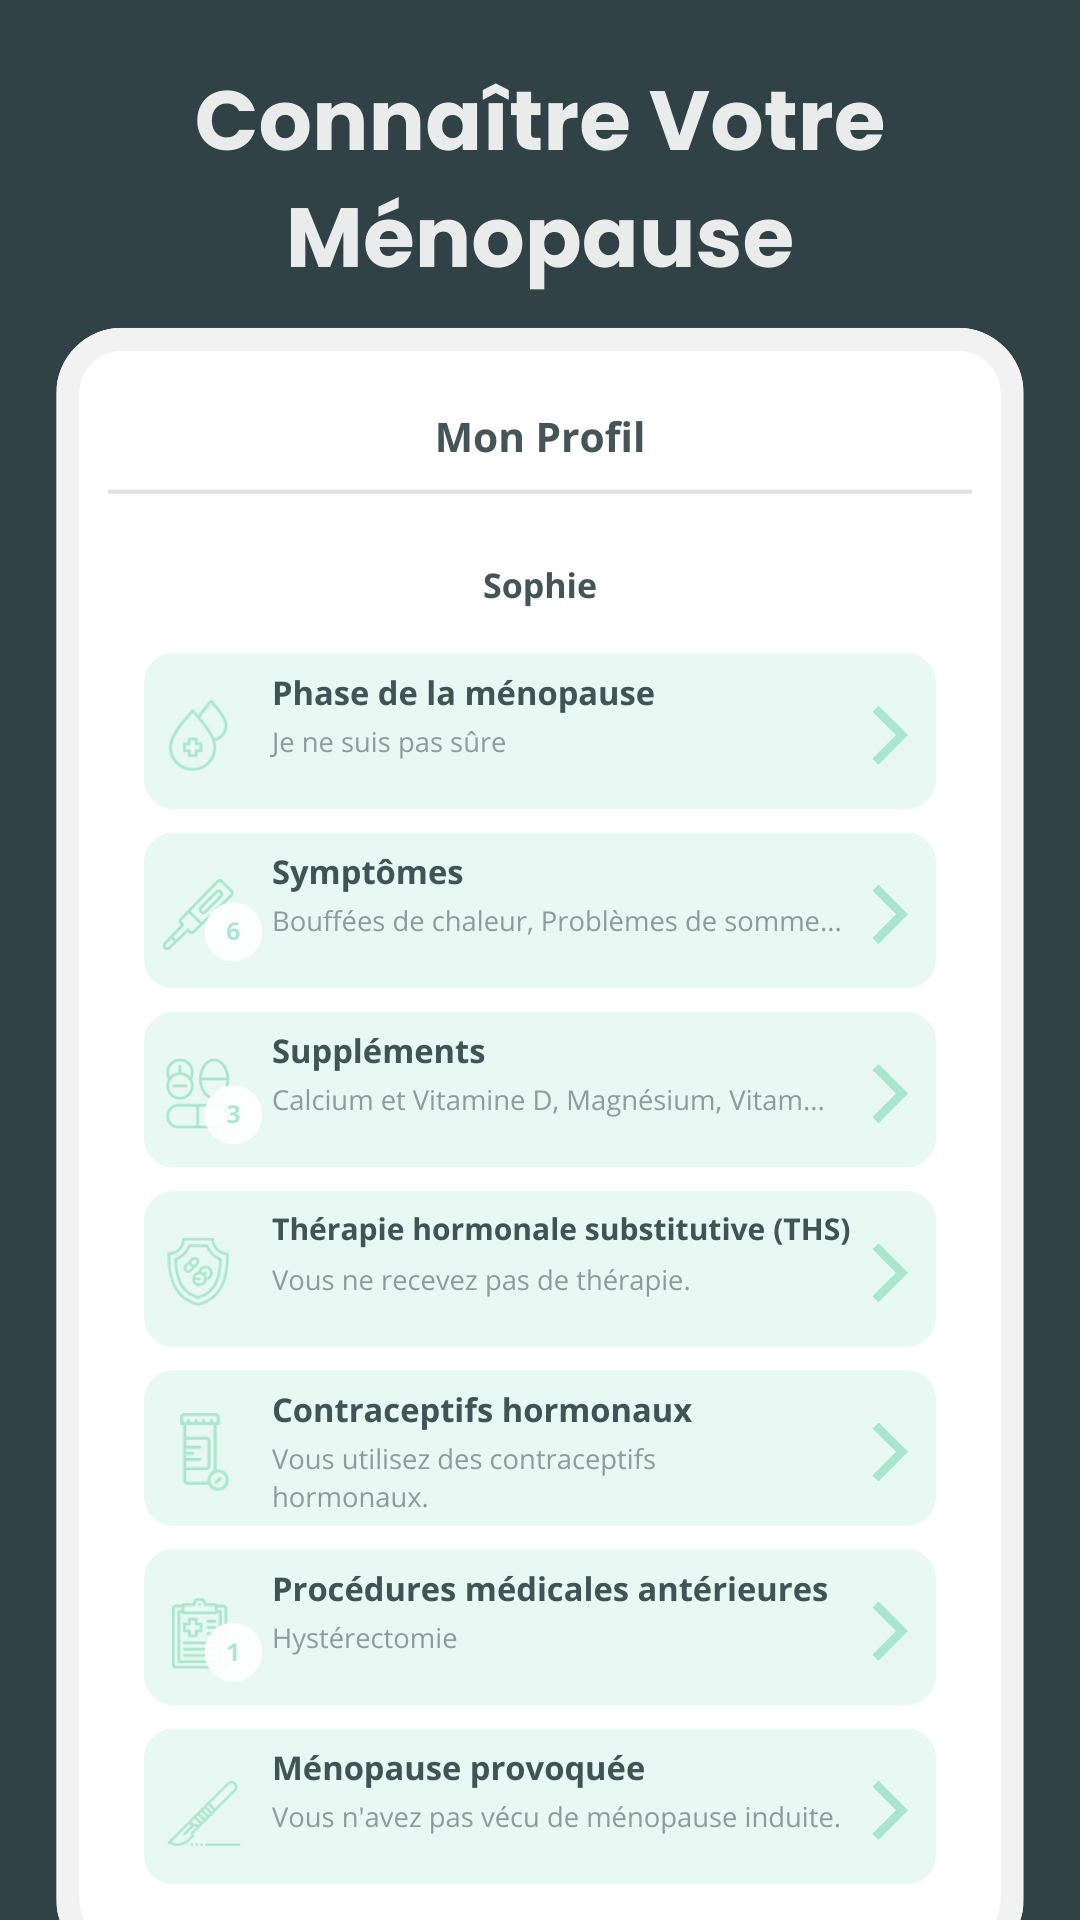 Connaître Votre
Ménopause
Mon Profil
Sophie
Phase de la ménopause
Je ne suis pas sûre
Symptômes
6
Bouffées de chaleur, Problèmes de somme...
Suppléments
3
Calcium et Vitamine D, Magnésium, Vitam...
Thérapie hormonale substitutive (THS)
Vous ne recevez pas de thérapie.
Contraceptifs hormonaux
Vous utilisez des contraceptifs
hormonaux.
Procédures médicales antérieures
1
Hystérectomie
Ménopause provoquée
Vous n'avez pas vécu de ménopause induite.